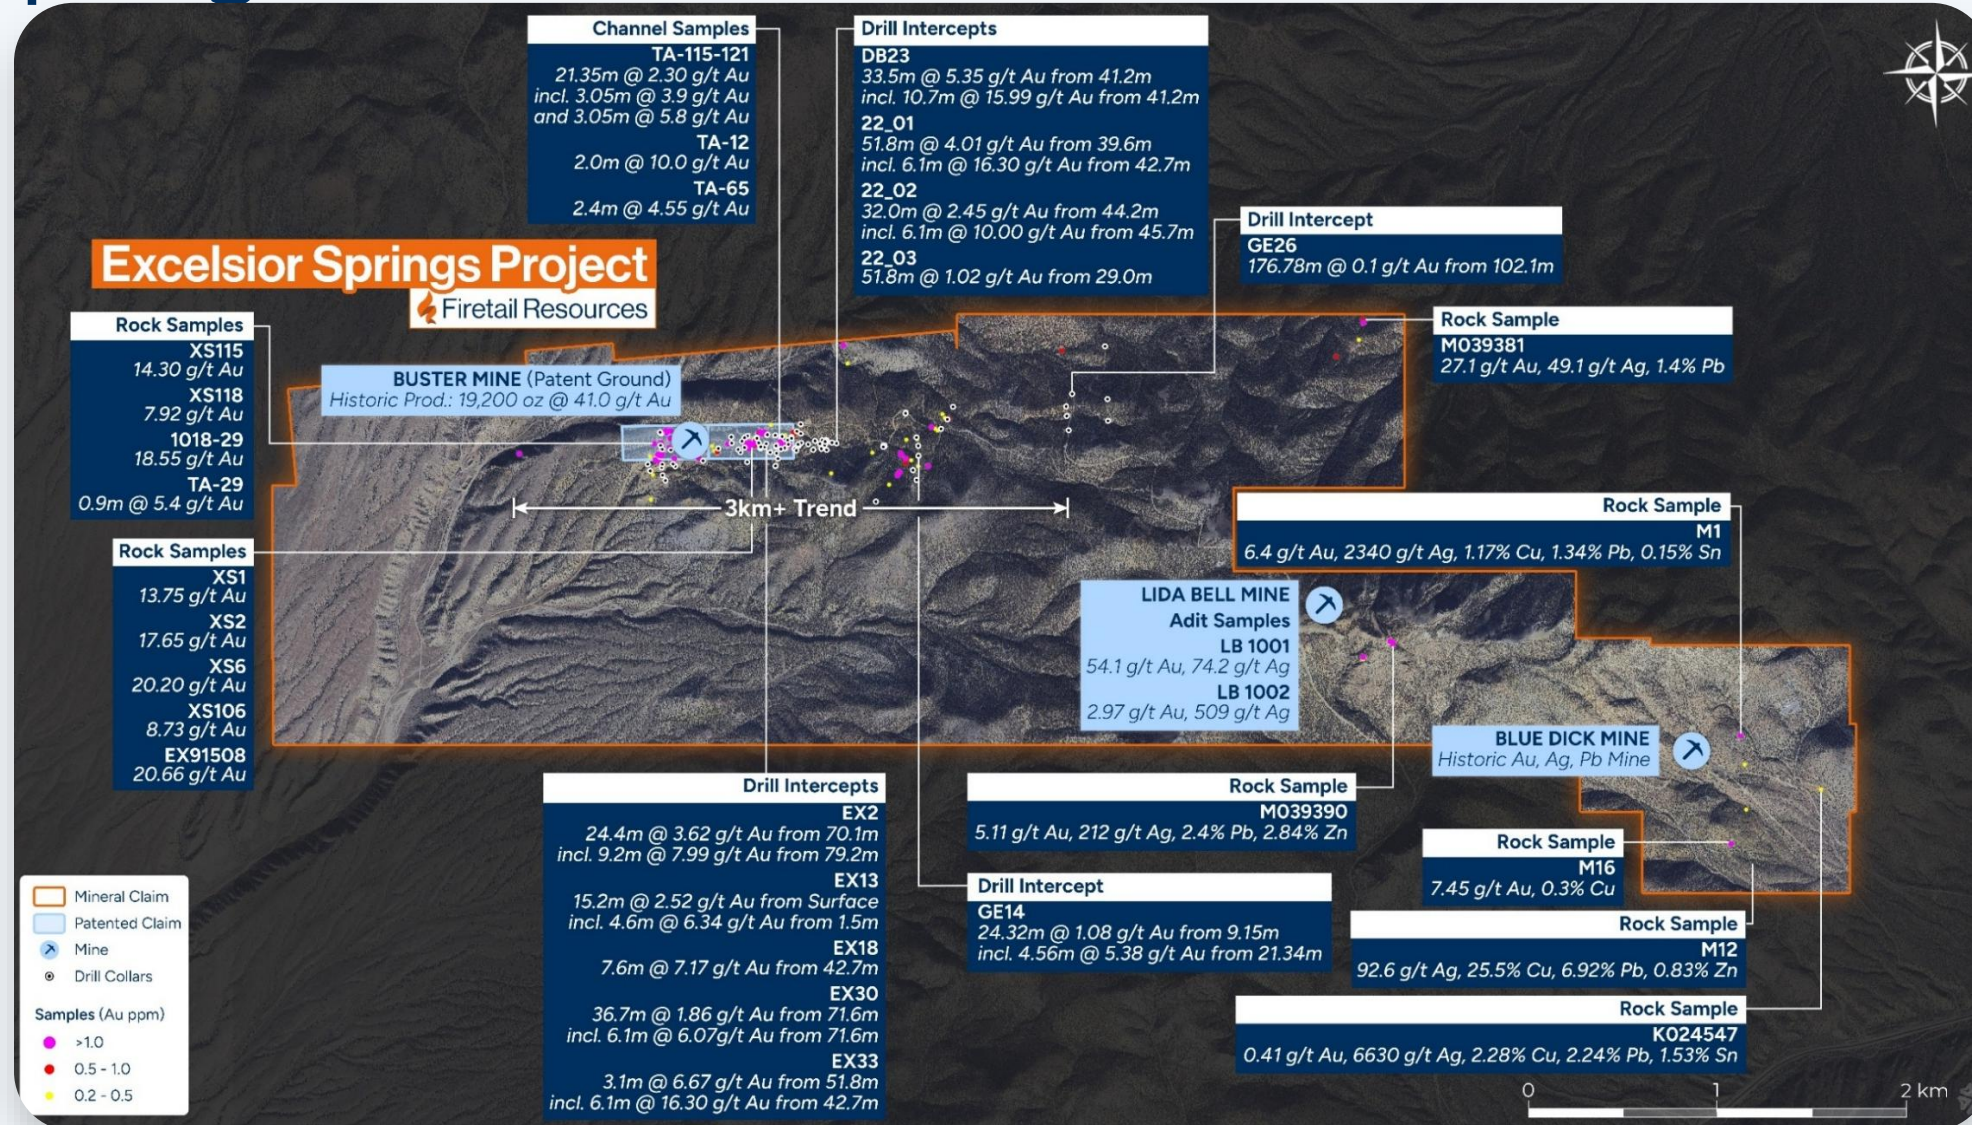 Channel Samples
TA-115-121
21.35m @ 2.30 g/t Au
incl. 3.05m @ 3.9 g/t Au
and 3.05m @ 5.8 g/t Au
TA-12
2.0m @ 10.0 g/t Au
TA-65
2.4m @ 4.55 g/t Au
Drill Intercepts
DB23
33.5m @ 5.35 g/t Au from 41.2m
incl. 10.7m @ 15.99 g/t Au from 41.2m
22_01
51.8m @ 4.01 g/t Au from 39.6m
incl. 6.1m @ 16.30 g/t Au from 42.7m
22_02
32.0m @ 2.45 g/t Au from 44.2m
incl. 6.1m @ 10.00 g/t Au from 45.7m
22_03
51.8m @ 1.02 g/t Au from 29.0m
Drill Intercept
GE26
176.78m @ 0.1 g/t Au from 102.1m
Excelsior Springs Project
Firetail Resources
Rock Samples
XS115
14.30 g/t Au
XS118
7.92 g/t Au
1018-29
18.55 g/t Au
TA-29
0.9m @ 5.4 g/t Au
BUSTER MINE (Patent Ground)
Historic Prod.: 19,200 oz @ 41.0 g/t Au
Rock Sample
M039381
27.1 g/t Au, 49.1 g/t Ag, 1.4% Pb
3km+ Trend
Rock Sample
M1
6.4 g/t Au, 2340 g/t Ag, 1.17% Cu, 1.34% Pb, 0.15% Sn
Rock Samples
XS1
13.75 g/t Au
XS2
17.65 g/t Au
XS6
20.20 g/t Au
XS106
8.73 g/t Au
EX91508
20.66 g/t Au
LIDA BELL MINE
Adit Samples
LB 1001
54.1 g/t Au, 74.2 g/t Ag
LB 1002
2.97 g/t Au, 509 g/t Ag
BLUE DICK MINE
Historic Au, Ag, Pb Mine
Drill Intercepts
EX2
24.4m @ 3.62 g/t Au from 70.1m
incl. 9.2m @ 7.99 g/t Au from 79.2m
EX13
15.2m @ 2.52 g/t Au from Surface
incl. 4.6m @ 6.34 g/t Au from 1.5m
EX18
7.6m @ 7.17 g/t Au from 42.7m
EX30
36.7m @ 1.86 g/t Au from 71.6m
incl. 6.1m @ 6.07g/t Au from 71.6m
EX33
3.1m @ 6.67 g/t Au from 51.8m
incl. 6.1m @ 16.30 g/t Au from 42.7m
Rock Sample
M039390
5.11 g/t Au, 212 g/t Ag, 2.4% Pb, 2.84% Zn
Drill Intercept
GE14
24.32m @ 1.08 g/t Au from 9.15m
incl. 4.56m @ 5.38 g/t Au from 21.34m
Rock Sample
M16
7.45 g/t Au, 0.3% Cu
Rock Sample
M12
92.6 g/t Ag, 25.5% Cu, 6.92% Pb, 0.83% Zn
Rock Sample
K024547
0.41 g/t Au, 6630 g/t Ag, 2.28% Cu, 2.24% Pb, 1.53% Sn
Mineral Claim
Patented Claim
Mine
Drill Collars
Samples (Au ppm)
>1.0
0.5 - 1.0
0.2 - 0.5
0 1 2 km